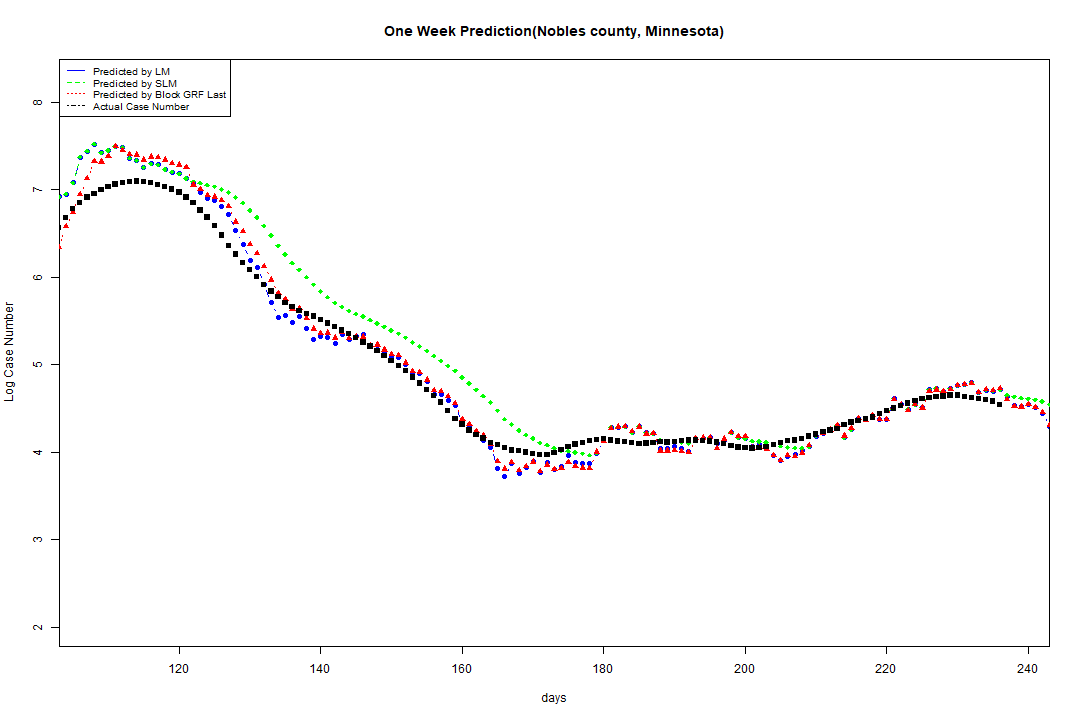 One Week Prediction(Nobles county, Minnesota)
Predicted by LM
Predicted by SLM
Predicted by Block GRF Last
Actual Case Number
8
7
6
5
4
3
2
Log Case Number
120 140 160 180 200 220 240
days